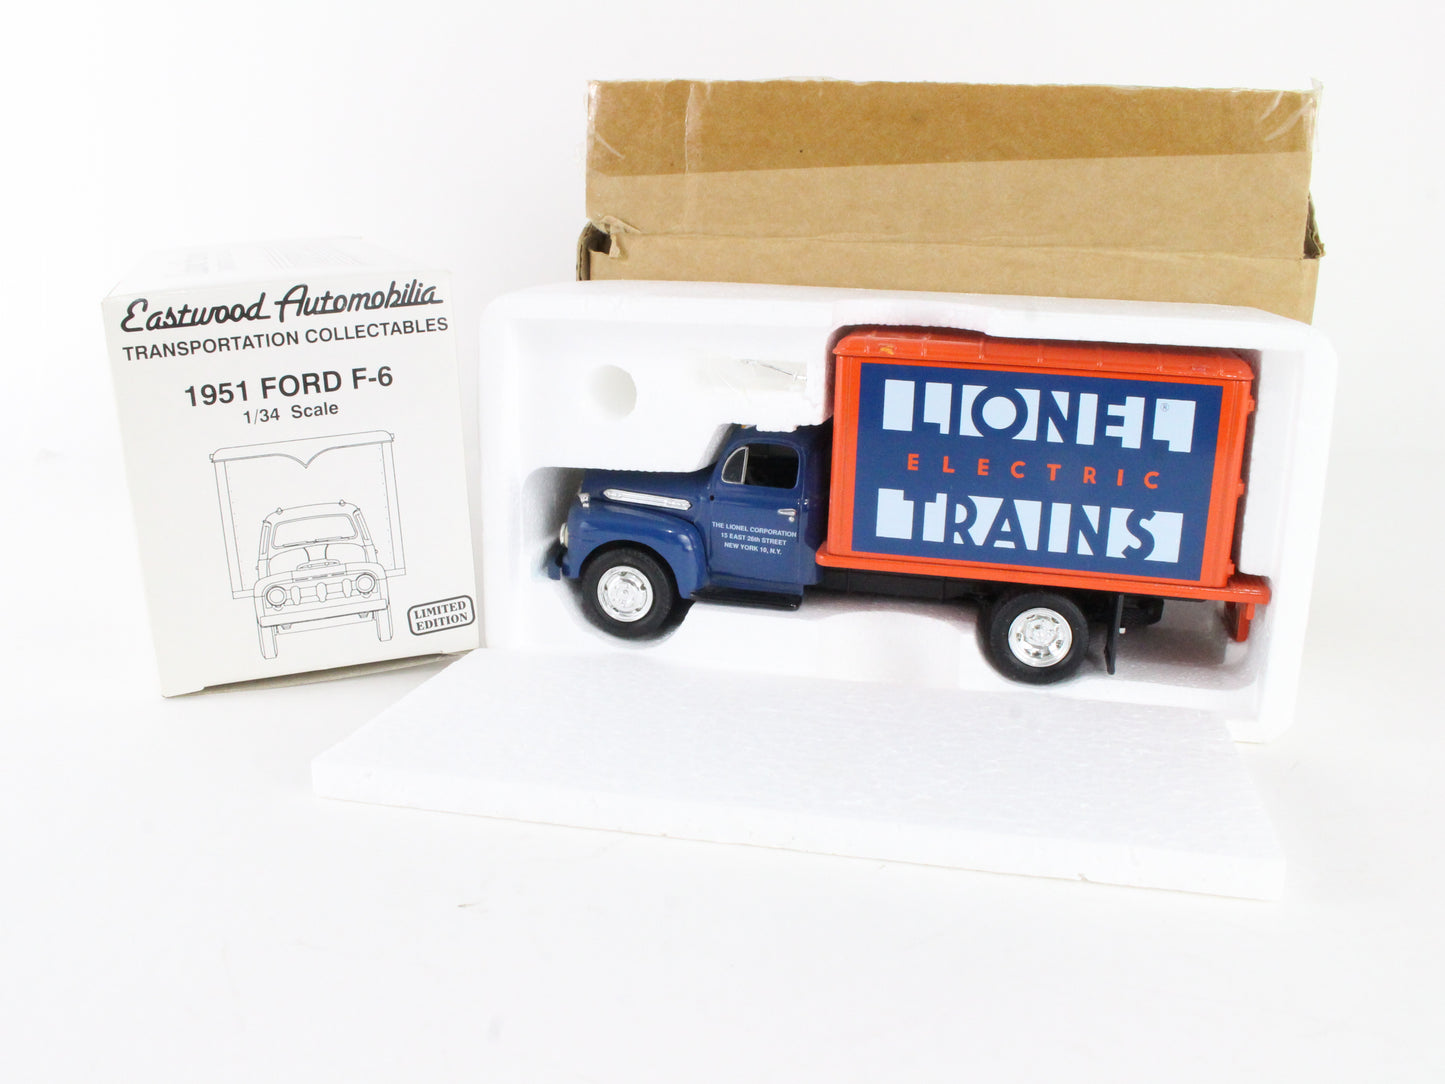 Eastwood Automobilia
TRANSPORTATION COLLECTABLES
1951 FORD F-6
1/34 Scale
LIMITED
EDITION
LIONEL®
ELECTRIC
TRAINS
THE LIONEL CORPORATION
15 EAST 26th STREET
NEW YORK 10, N.Y.